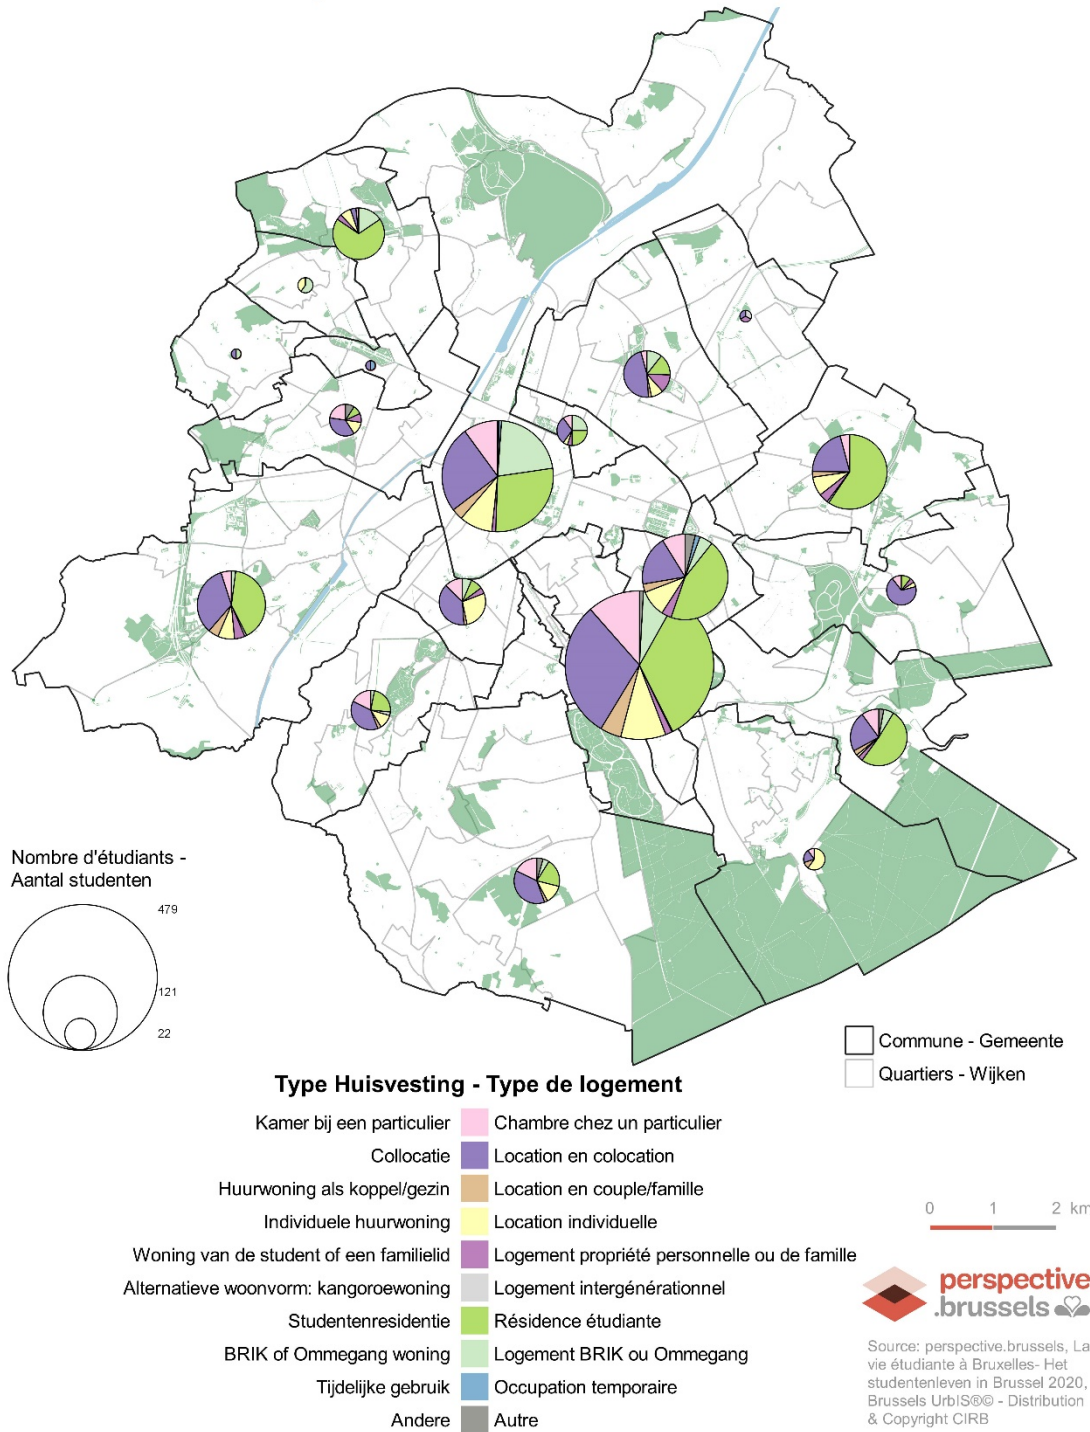 Nombre d'étudiants -
Aantal studenten
479
121
22
Commune - Gemeente
Quartiers - Wijken
Type Huisvesting - Type de logement
Kamer bij een particulier Chambre chez un particulier
Collocatie Location en colocation
Huurwoning als koppel/gezin Location en couple/famille
Individuele huurwoning Location individuelle
Woning van de student of een familielid Logement propriété personnelle ou de famille
Alternatieve woonvorm: kangoroewoning Logement intergénérationnel
Studentenresidentie Résidence étudiante
BRIK of Ommegang woning Logement BRIK ou Ommegang
Tijdelijke gebruik Occupation temporaire
Andere Autre
0 1 2 km
perspective
.brussels
Source: perspective.brussels, La
vie étudiante à Bruxelles- Het
studentenleven in Brussel 2020,
Brussels UrbIS®© - Distribution
& Copyright CIRB